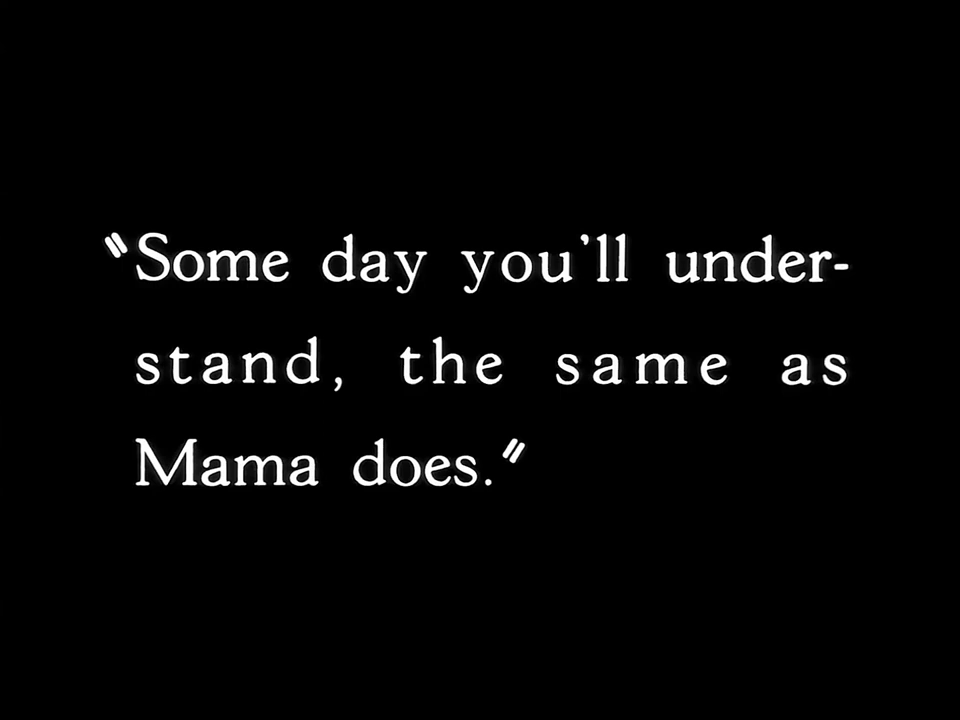 "Some day you'll under-
stand, the same as
Mama does."